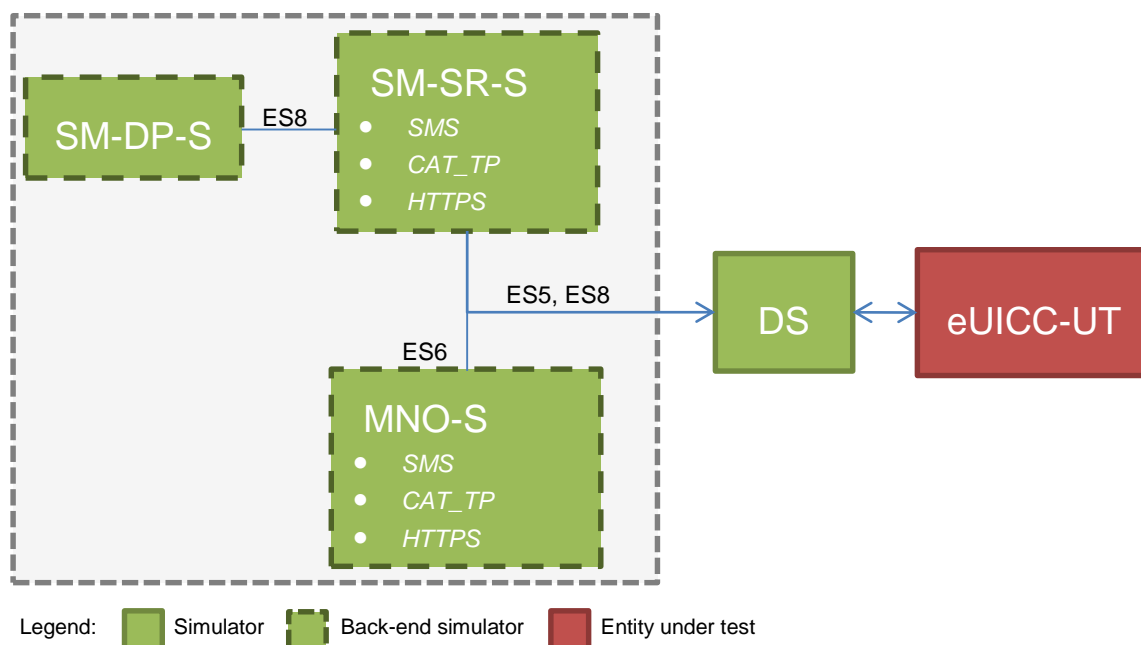 SM-DP-S
ES8
SM-SR-S
• SMS
• CAT_TP
• HTTPS
ES5, ES8
ES6
DS
eUICC-UT
MNO-S
• SMS
• CAT_TP
• HTTPS
Legend: Simulator Back-end simulator Entity under test